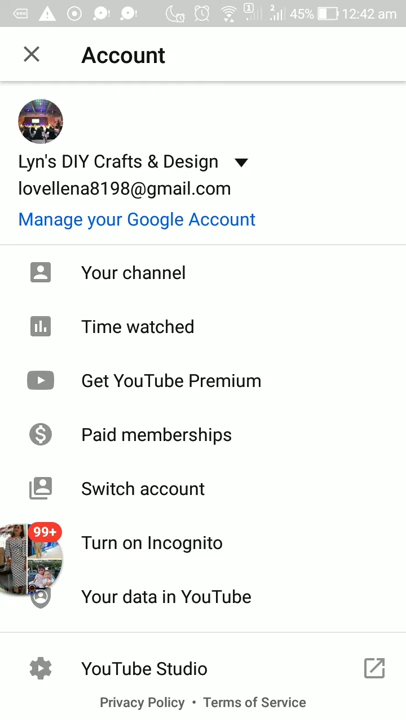 1 2 45% 12:42 am
Account
Lyn's DIY Crafts & Design
lovellena8198@gmail.com
Manage your Google Account
Your channel
Time watched
Get YouTube Premium
Paid memberships
Switch account
99+
Turn on Incognito
Your data in YouTube
YouTube Studio
Privacy Policy • Terms of Service